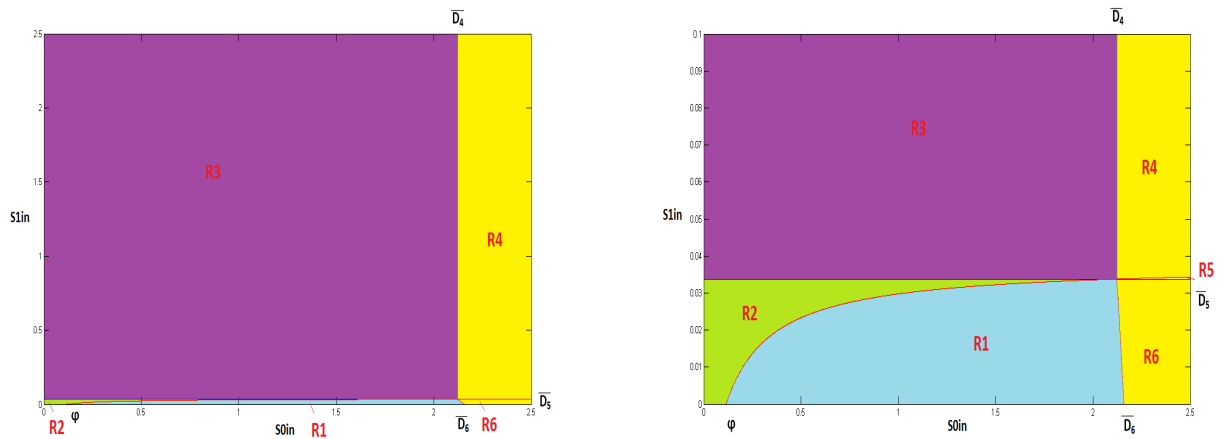 D̅₄
2.5
2
R3
1.5
S1in
R4
1
0.5
D̅₅
0
0 φ 0.5 1 1.5 2 D̅₆ 2.5
R2 S0in R1 R6
D̅₄
0.1
0.09
0.08
R3
0.07
R4
0.06
S1in
0.05
0.04
R5
0.03
D̅₅
R2
0.02
R1
R6
0.01
0
0 0.5 1 1.5 2 2.5
φ S0in D̅₆